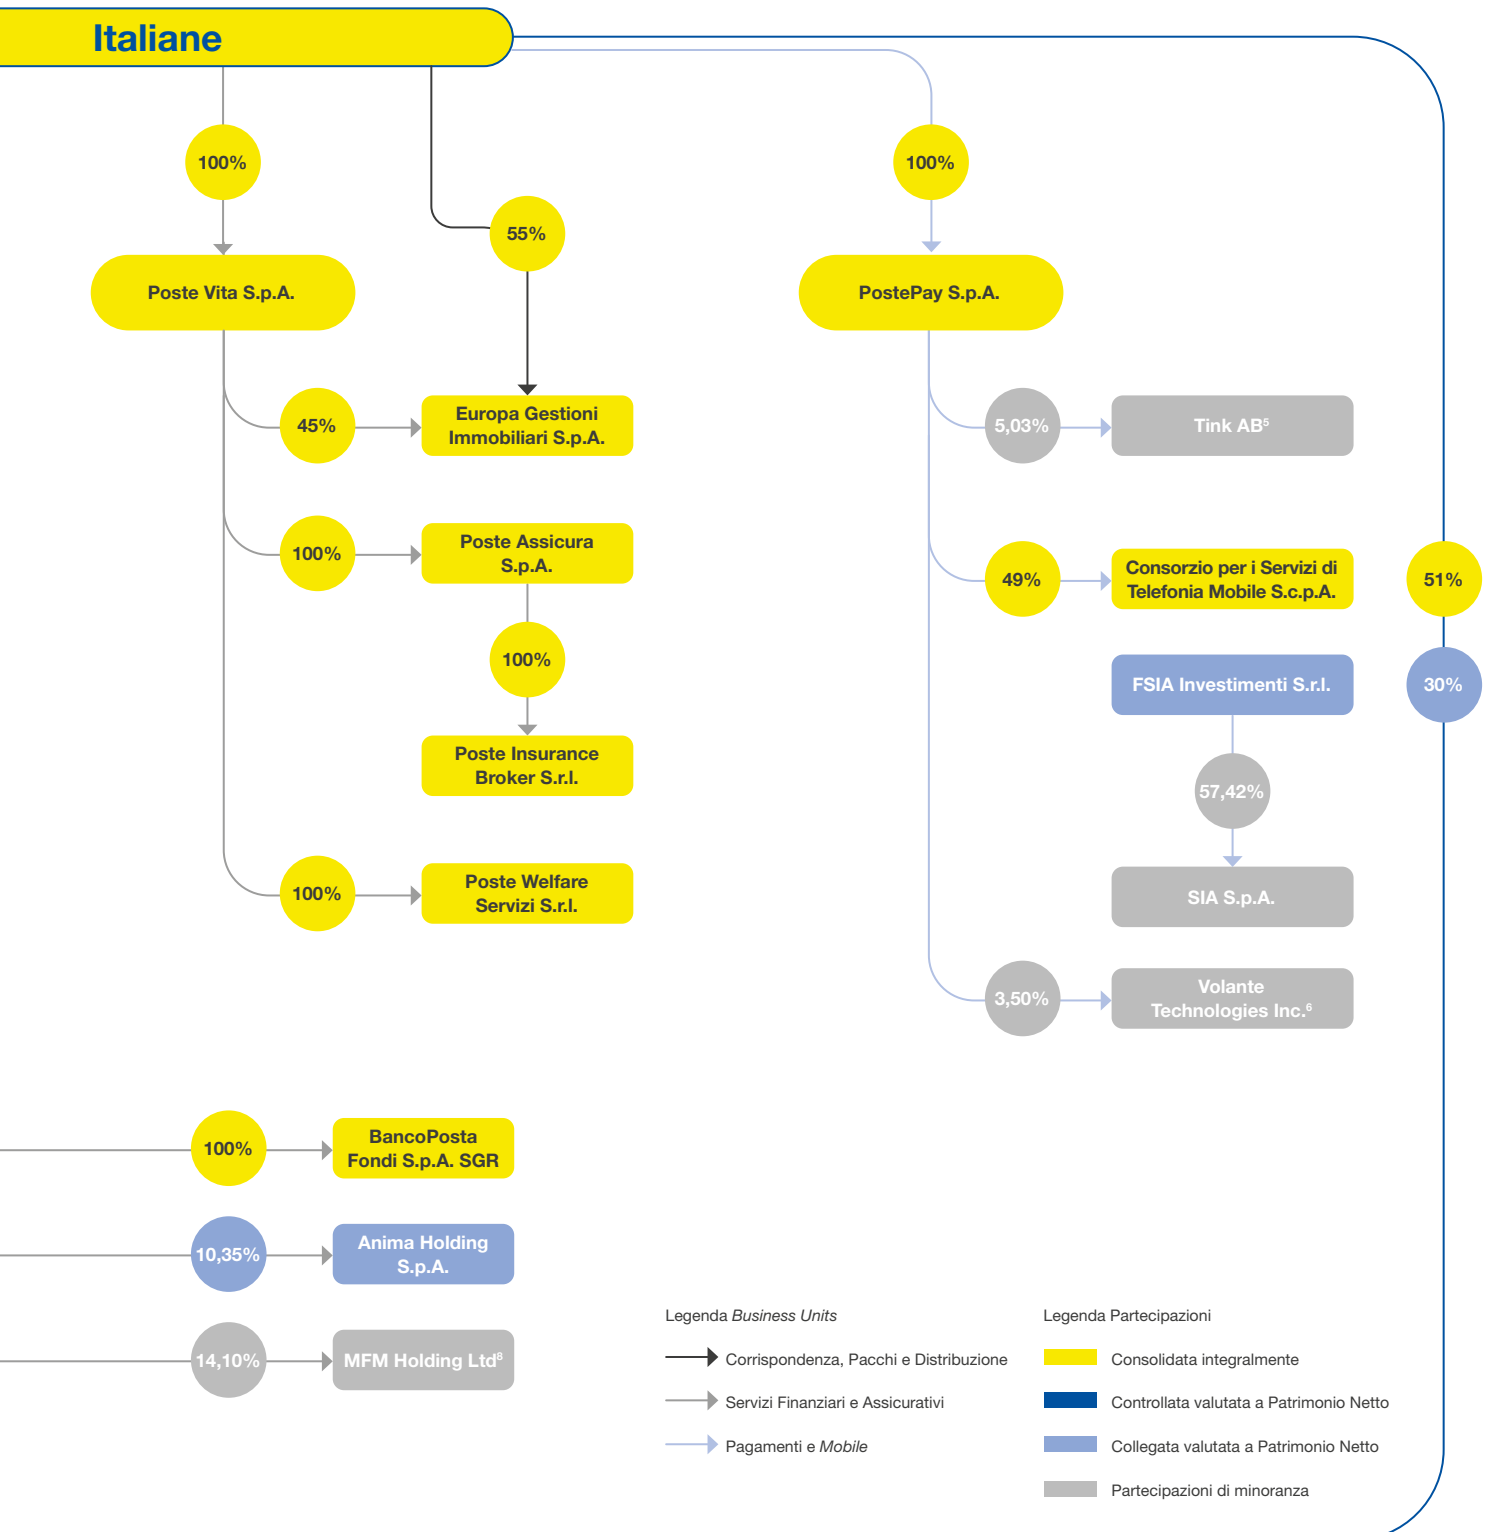 Italiane
100%
100%
55%
Poste Vita S.p.A.
PostePay S.p.A.
45%
Europa Gestioni
Immobiliari S.p.A.
5,03%
Tink AB⁵
100%
Poste Assicura
S.p.A.
49%
Consorzio per i Servizi di
Telefonia Mobile S.c.p.A.
51%
100%
FSIA Investimenti S.r.l.
30%
Poste Insurance
Broker S.r.l.
57,42%
100%
Poste Welfare
Servizi S.r.l.
SIA S.p.A.
3,50%
Volante
Technologies Inc.⁶
100%
BancoPosta
Fondi S.p.A. SGR
10,35%
Anima Holding
S.p.A.
14,10%
MFM Holding Ltd⁸
Legenda Business Units
Corrispondenza, Pacchi e Distribuzione
Servizi Finanziari e Assicurativi
Pagamenti e Mobile
Legenda Partecipazioni
Consolidata integralmente
Controllata valutata a Patrimonio Netto
Collegata valutata a Patrimonio Netto
Partecipazioni di minoranza